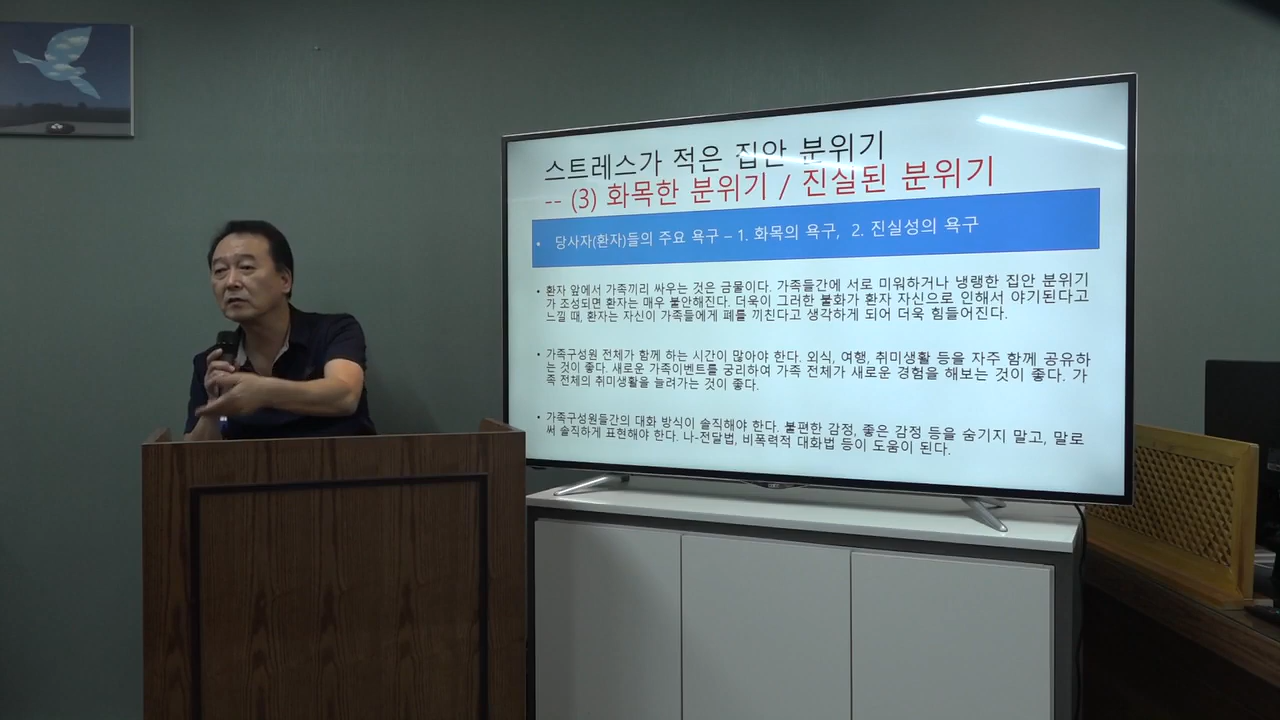 스트레스가 적은 집안 분위기
-- (3) 화목한 분위기 / 진실된 분위기
• 당사자(환자)들의 주요 욕구 – 1. 화목의 욕구, 2. 진실성의 욕구
• 환자 앞에서 가족끼리 싸우는 것은 금물이다. 가족들간에 서로 미워하거나 냉랭한 집안 분위기
가 조성되면 환자는 매우 불안해진다. 더욱이 그러한 불화가 환자 자신으로 인해서 야기된다고
느낄 때, 환자는 자신이 가족들에게 폐를 끼친다고 생각하게 되어 더욱 힘들어진다.
• 가족구성원 전체가 함께 하는 시간이 많아야 한다. 외식, 여행, 취미생활 등을 자주 함께 공유하
는 것이 좋다. 새로운 가족이벤트를 궁리하여 가족 전체가 새로운 경험을 해보는 것이 좋다. 가
족 전체의 취미생활을 늘려가는 것이 좋다.
• 가족구성원들간의 대화 방식이 솔직해야 한다. 불편한 감정, 좋은 감정 등을 숨기지 말고, 말로
써 솔직하게 표현해야 한다. 나-전달법, 비폭력적 대화법 등이 도움이 된다.